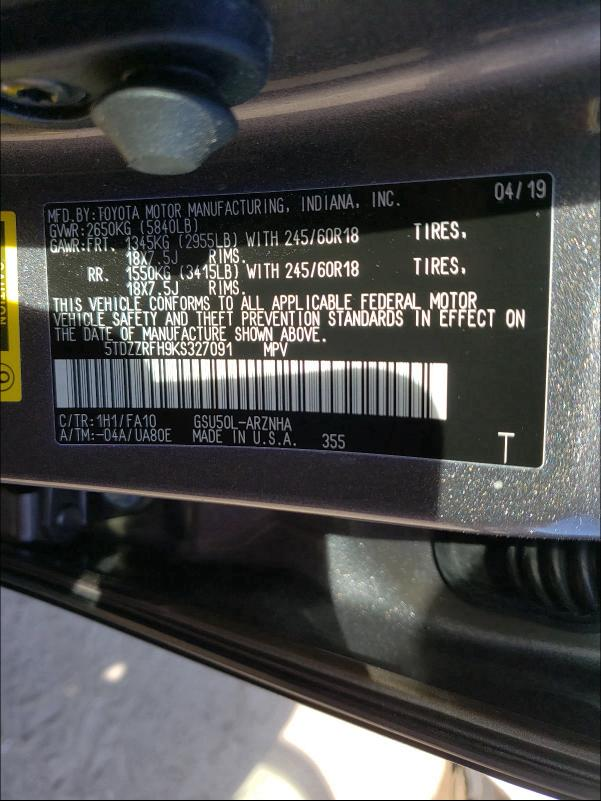 MFD.BY:TOYOTA MOTOR MANUFACTURING, INDIANA, INC. 04/19
GVWR:2650KG (5840LB)
GAWR:FRT. 1345KG (2955LB) WITH 245/60R18 TIRES.
18X7.5J RIMS.
RR. 1550KG (3415LB) WITH 245/60R18 TIRES.
18X7.5J RIMS.
THIS VEHICLE CONFORMS TO ALL APPLICABLE FEDERAL MOTOR
VEHICLE SAFETY AND THEFT PREVENTION STANDARDS IN EFFECT ON
THE DATE OF MANUFACTURE SHOWN ABOVE.
5TDZZRFH9KS327091 MPV
C/TR:1H1/FA10 GSU50L-ARZNHA
A/TM:-04A/UA80E MADE IN U.S.A. 355
T